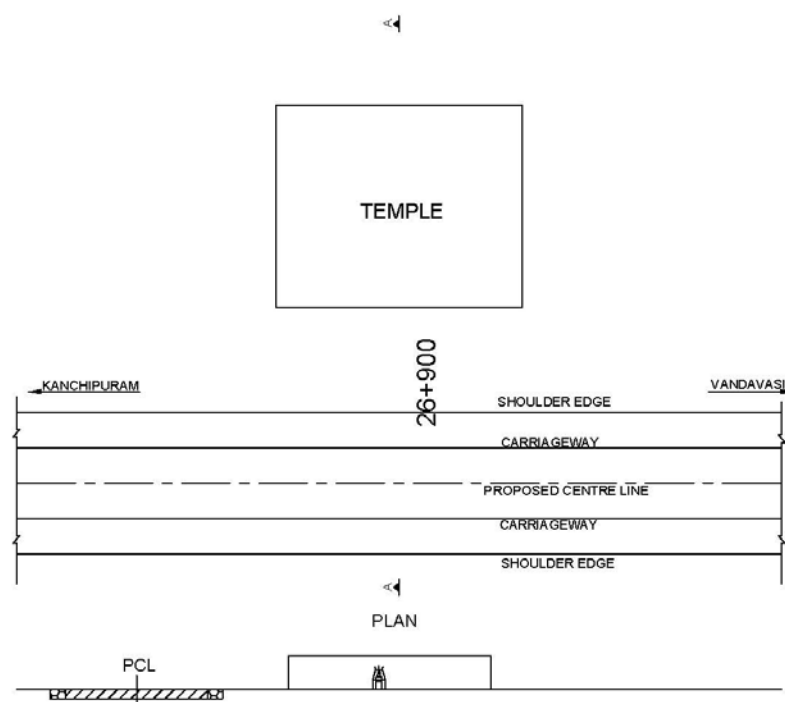 A
TEMPLE
26+900
KANCHIPURAM
VANDAVASI
SHOULDER EDGE
CARRIAGEWAY
PROPOSED CENTRE LINE
CARRIAGEWAY
SHOULDER EDGE
A
PLAN
PCL